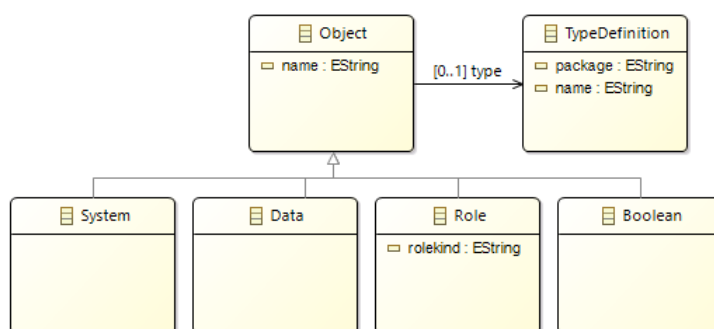 Object
TypeDefinition
name : EString
package : EString
[0..1] type
name : EString
System
Data
Role
Boolean
rolekind : EString